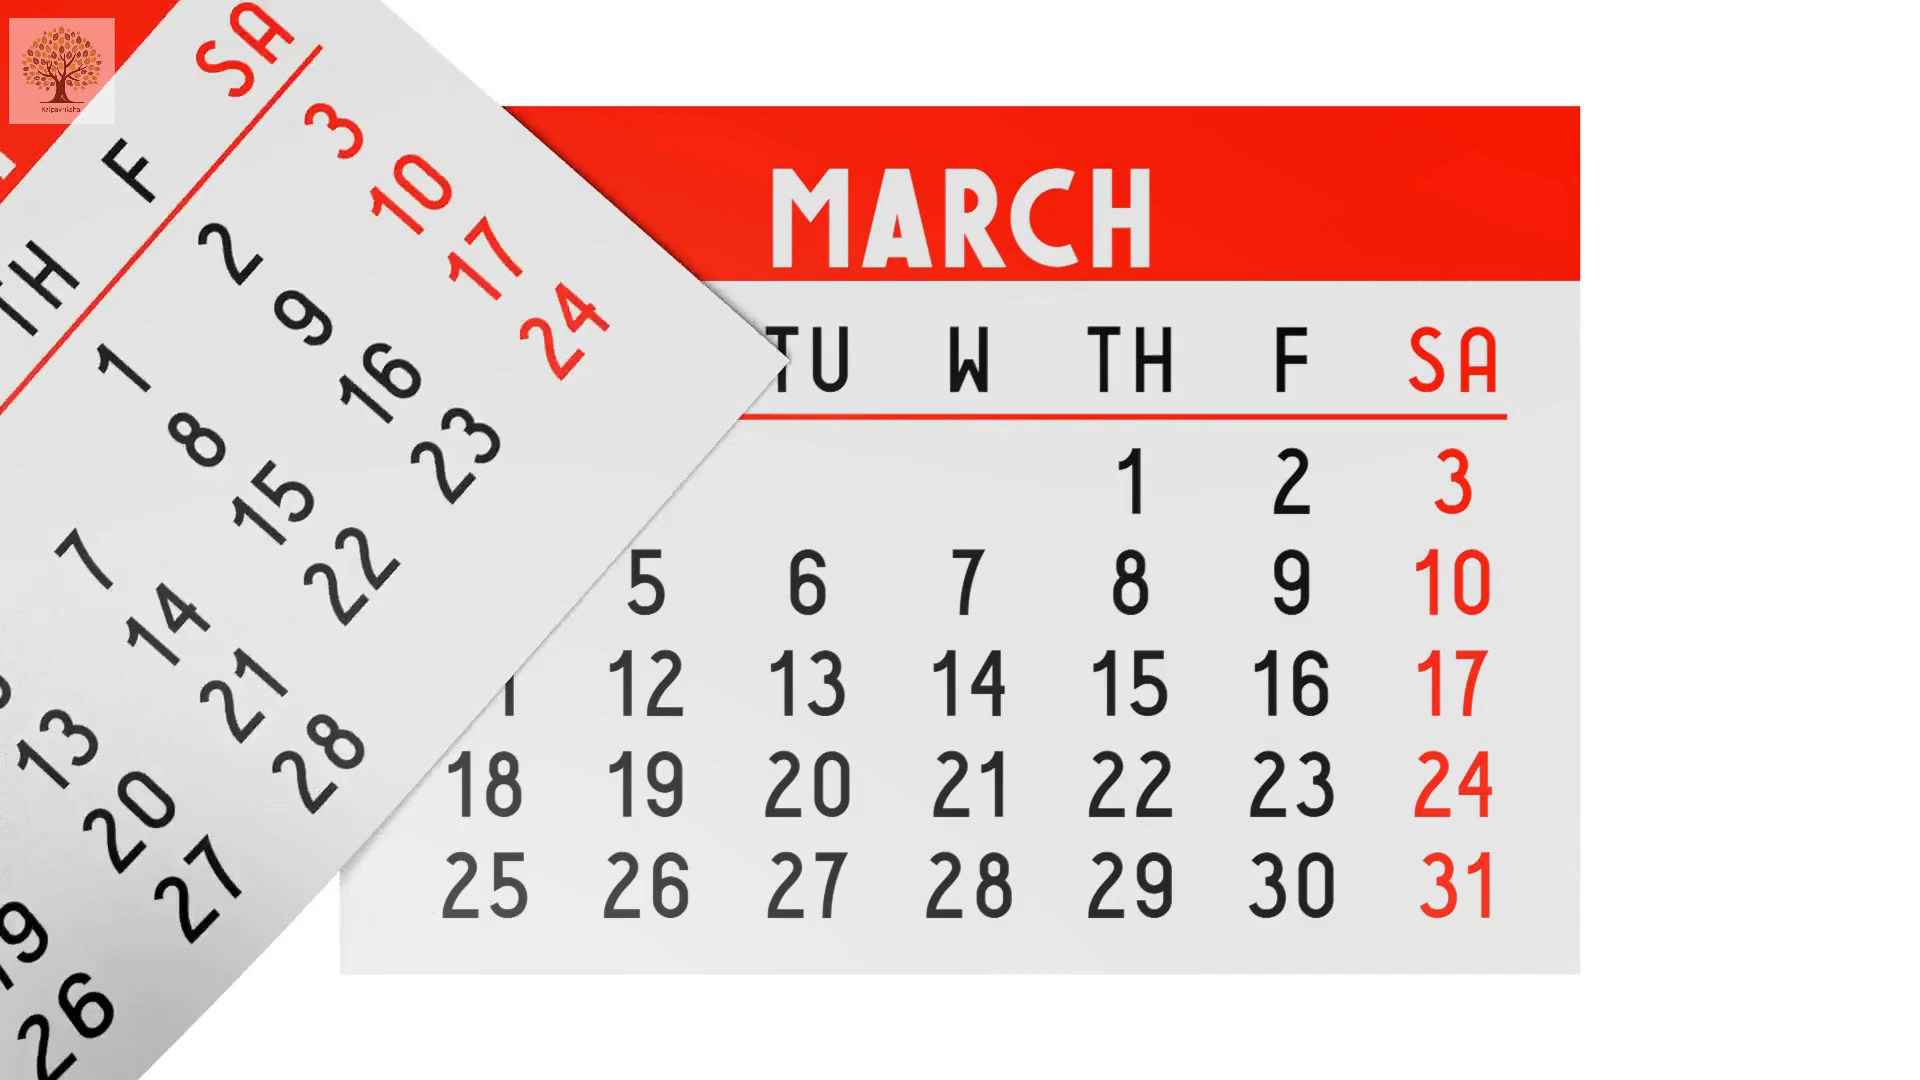 Kalpavriksha
SA
F
TH
3
2
10
1
9
17
8
16
24
7
15
23
14
22
13
21
20
28
27
26
MARCH
TU W TH F SA
1 2 3
5 6 7 8 9 10
12 13 14 15 16 17
18 19 20 21 22 23 24
25 26 27 28 29 30 31